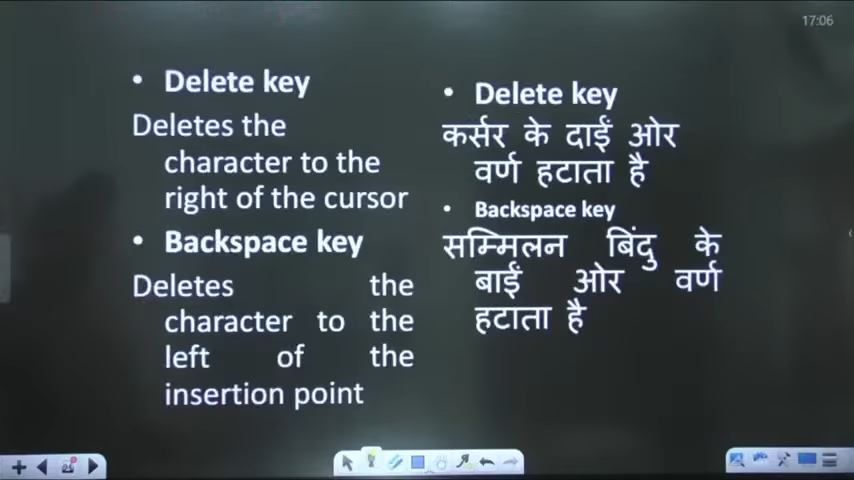 17:06
• Delete key
Deletes the
character to the
right of the cursor
• Backspace key
Deletes the
character to the
left of the
insertion point
• Delete key
कर्सर के दाईं ओर
वर्ण हटाता है
• Backspace key
सम्मिलन बिंदु के
बाईं ओर वर्ण
हटाता है